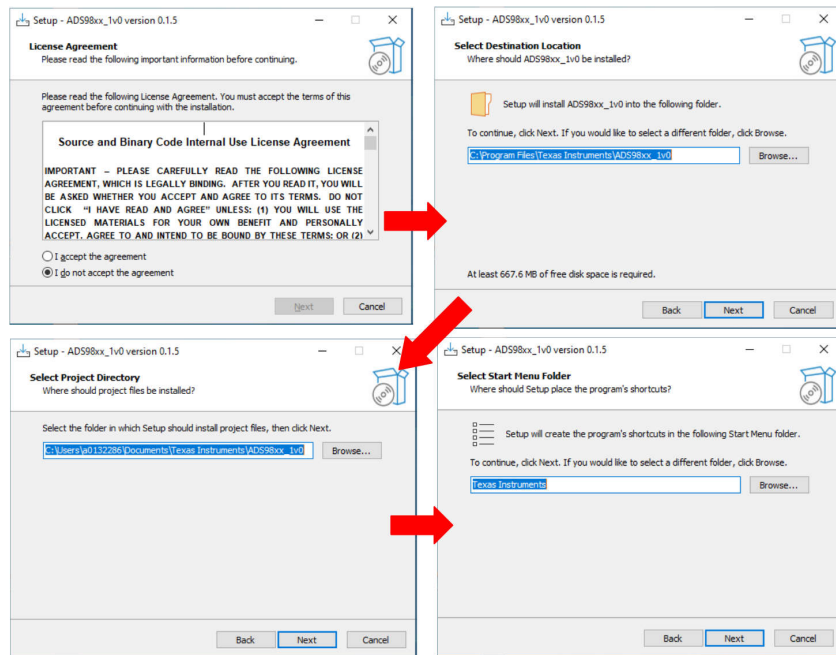 Setup - ADS98xx_1v0 version 0.1.5
License Agreement
Please read the following important information before continuing.
Please read the following License Agreement. You must accept the terms of this
agreement before continuing with the installation.
Source and Binary Code Internal Use License Agreement
IMPORTANT – PLEASE CAREFULLY READ THE FOLLOWING LICENSE
AGREEMENT, WHICH IS LEGALLY BINDING. AFTER YOU READ IT, YOU WILL
BE ASKED WHETHER YOU ACCEPT AND AGREE TO ITS TERMS. DO NOT
CLICK "I HAVE READ AND AGREE" UNLESS: (1) YOU WILL USE THE
LICENSED MATERIALS FOR YOUR OWN BENEFIT AND PERSONALLY
ACCEPT, AGREE TO AND INTEND TO BE BOUND BY THESE TERMS; OR (2)
I accept the agreement
I do not accept the agreement
Next Cancel
Setup - ADS98xx_1v0 version 0.1.5
Select Destination Location
Where should ADS98xx_1v0 be installed?
Setup will install ADS98xx_1v0 into the following folder.
To continue, click Next. If you would like to select a different folder, click Browse.
C:\Program Files\Texas Instruments\ADS98xx_1v0 Browse...
At least 667.6 MB of free disk space is required.
Back Next Cancel
Setup - ADS98xx_1v0 version 0.1.5
Select Project Directory
Where should project files be installed?
Select the folder in which Setup should install project files, then click Next.
C:\Users\a0132286\Documents\Texas Instruments\ADS98xx_1v0 Browse...
Back Next Cancel
Setup - ADS98xx_1v0 version 0.1.5
Select Start Menu Folder
Where should Setup place the program's shortcuts?
Setup will create the program's shortcuts in the following Start Menu folder.
To continue, click Next. If you would like to select a different folder, click Browse.
Texas Instruments Browse...
Back Next Cancel